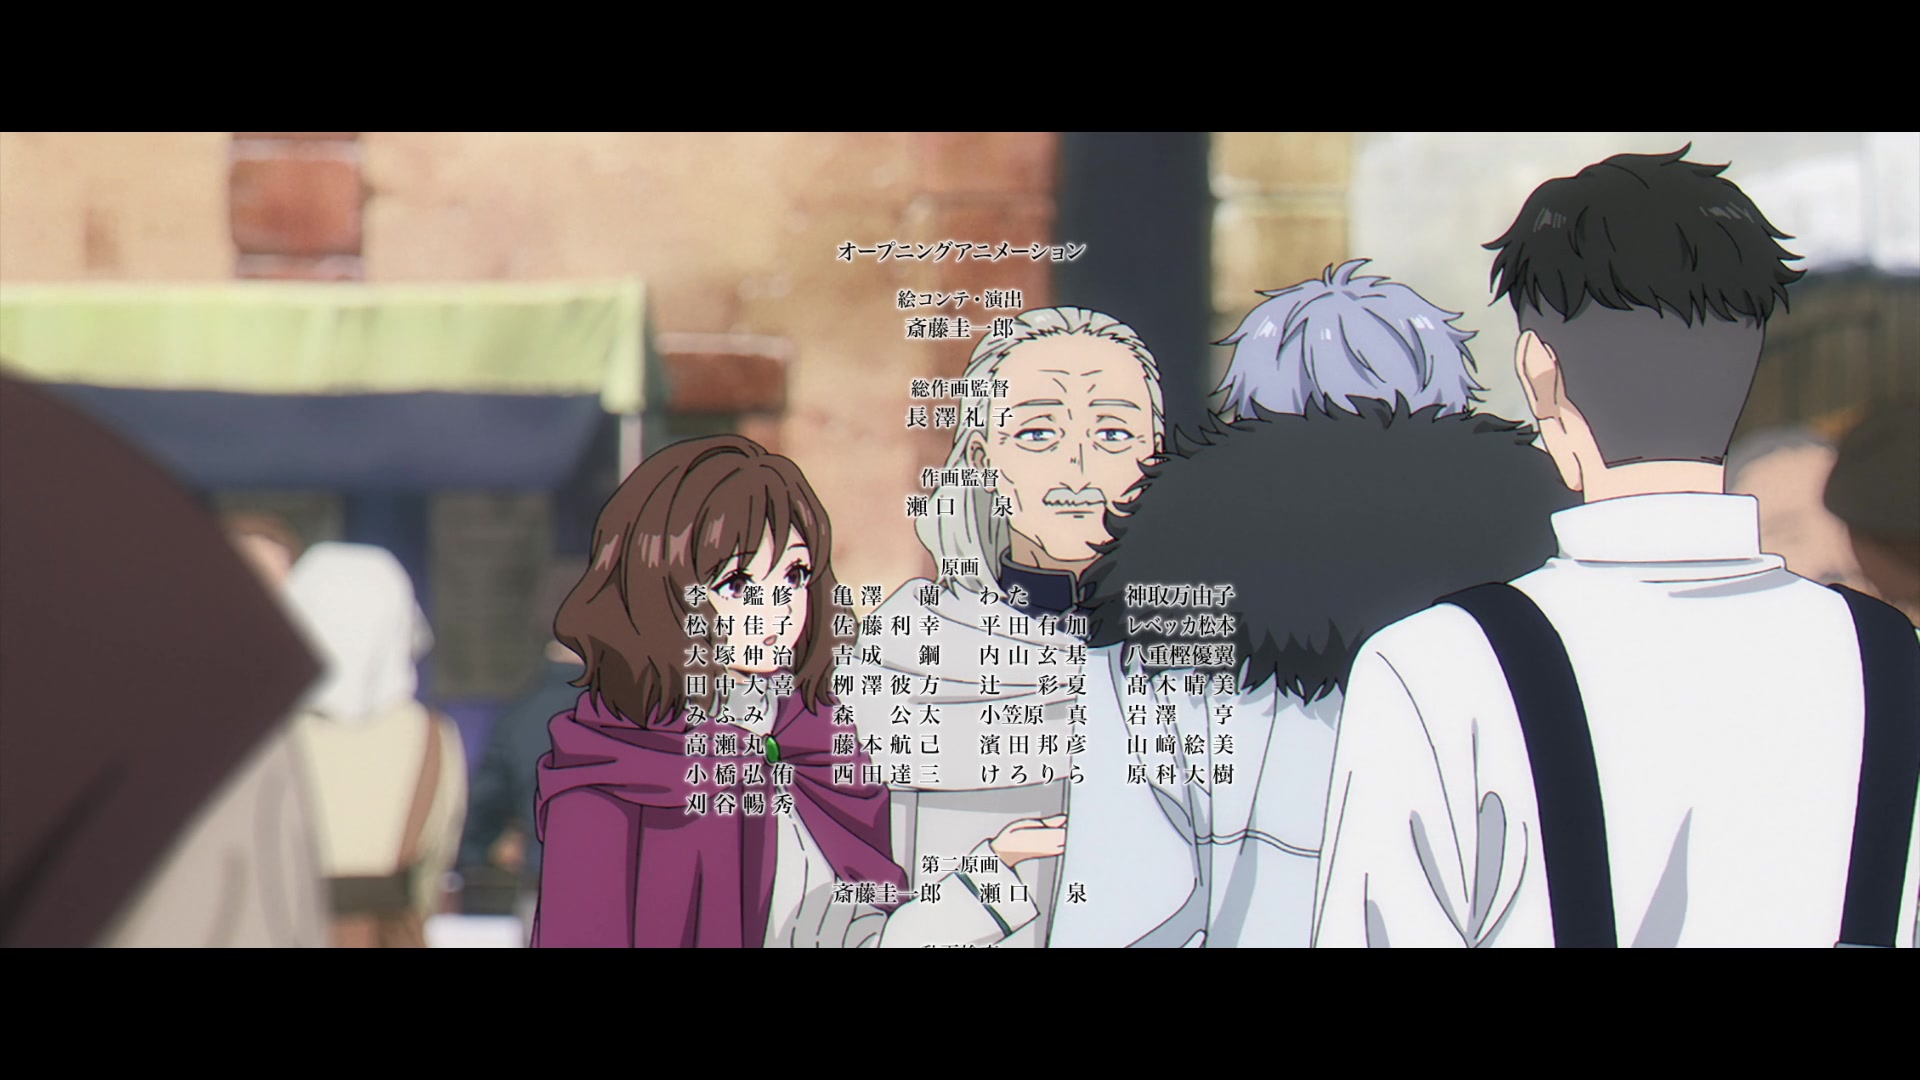 オープニングアニメーション
絵コンテ・演出
斎藤圭一郎
総作画監督
長澤礼子
作画監督
瀬口 泉
原画
李 鑑修 亀澤 蘭 わた 神取万由子
松村佳子 佐藤利幸 平田有加 レベッカ松本
大塚伸治 吉成 鋼 内山玄基 八重樫優翼
田中大喜 栁澤彼方 辻 彩夏 髙木晴美
みふみ 森 公太 小笠原 真 岩澤 亨
高瀬丸 藤本航己 濱田邦彦 山﨑絵美
小橋弘侑 西田達三 けろりら 原科大樹
刈谷暢秀
第二原画
斎藤圭一郎 瀬口 泉